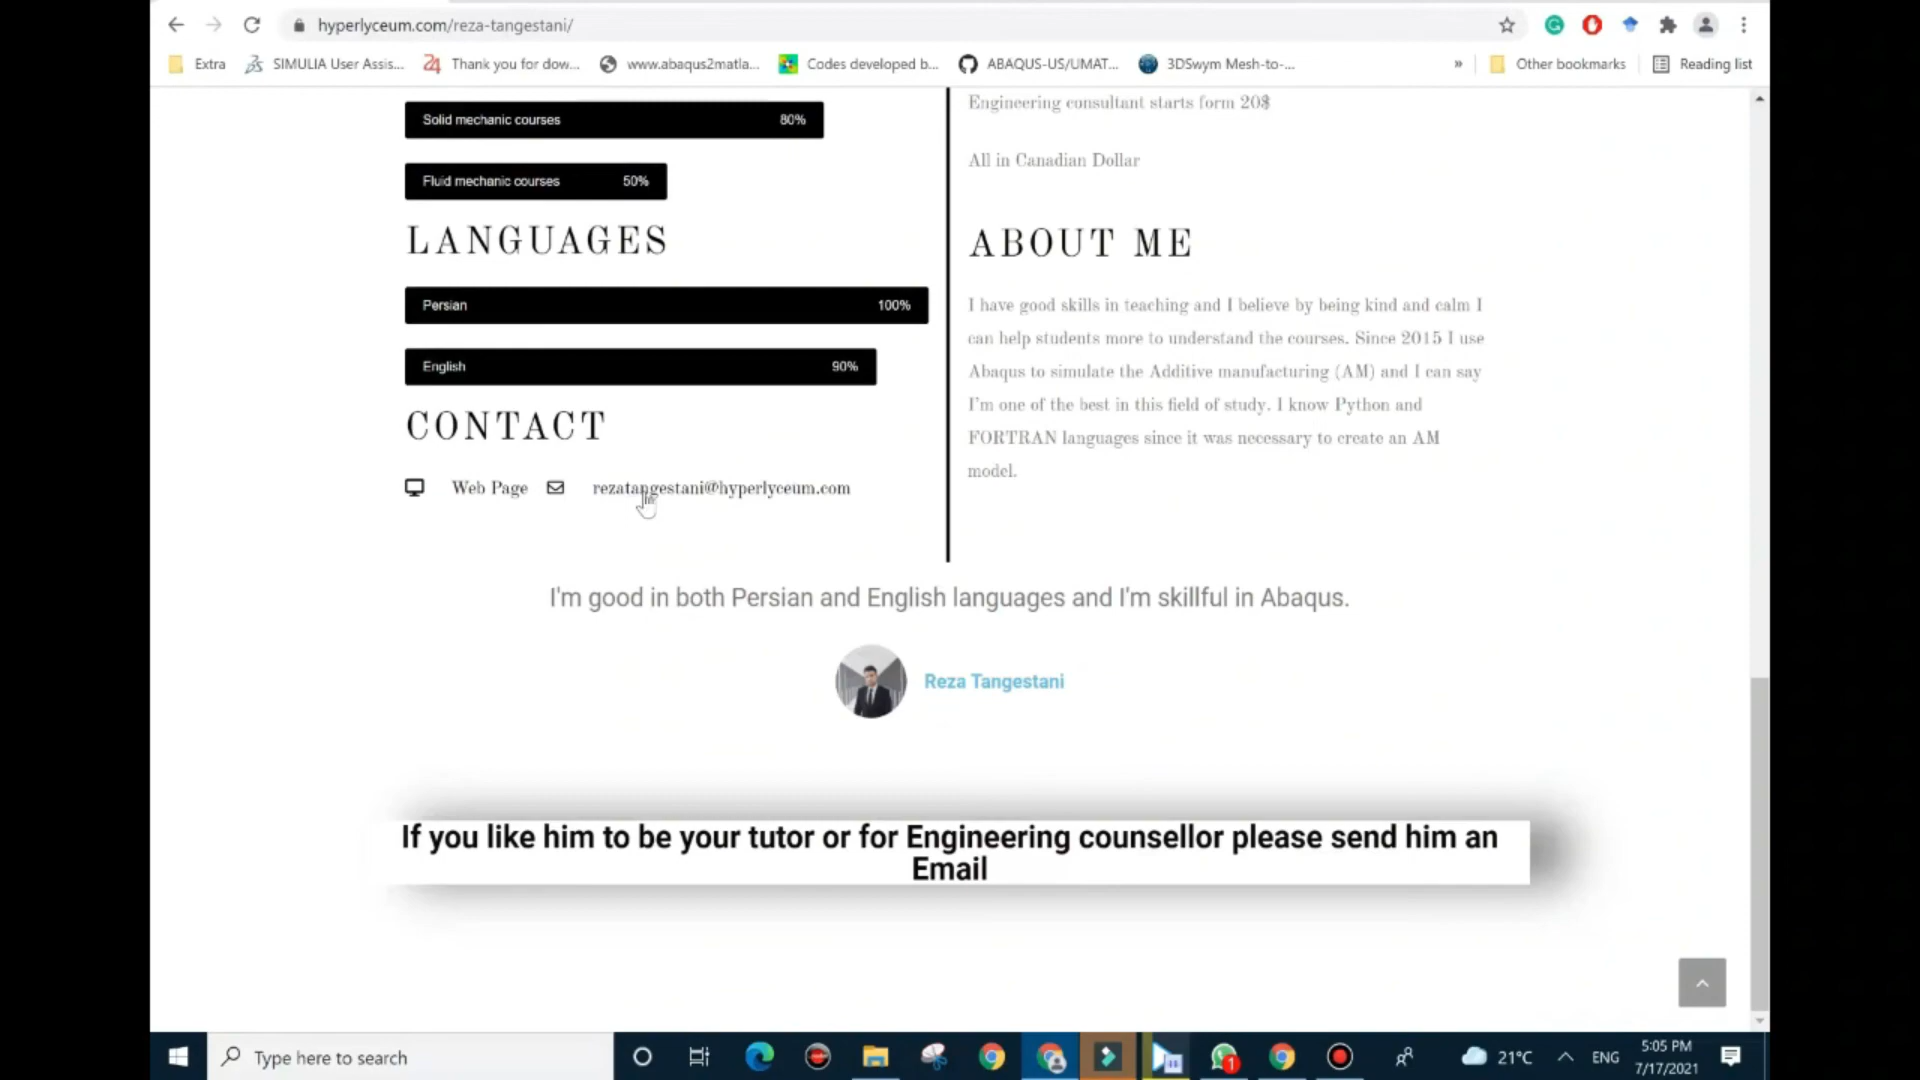 hyperlyceum.com/reza-tangestani/
Extra
SIMULIA User Assis...
Thank you for dow...
www.abaqus2matla...
Codes developed b...
ABAQUS-US/UMAT...
3DSwym Mesh-to-...
»
Other bookmarks
Reading list
Solid mechanic courses 80%
Fluid mechanic courses 50%
LANGUAGES
Persian 100%
English 90%
CONTACT
Web Page
rezatangestani@hyperlyceum.com
Engineering consultant starts form 20$
All in Canadian Dollar
ABOUT ME
I have good skills in teaching and I believe by being kind and calm I
can help students more to understand the courses. Since 2015 I use
Abaqus to simulate the Additive manufacturing (AM) and I can say
I'm one of the best in this field of study. I know Python and
FORTRAN languages since it was necessary to create an AM
model.
I'm good in both Persian and English languages and I'm skillful in Abaqus.
Reza Tangestani
If you like him to be your tutor or for Engineering counsellor please send him an
Email
Type here to search
1
21°C
ENG
5:05 PM
7/17/2021